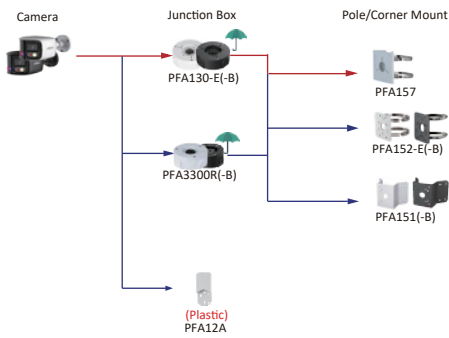 Camera
Junction Box
Pole/Corner Mount
PFA130-E(-B)
PFA157
PFA152-E(-B)
PFA3300R(-B)
PFA151(-B)
(Plastic)
PFA12A